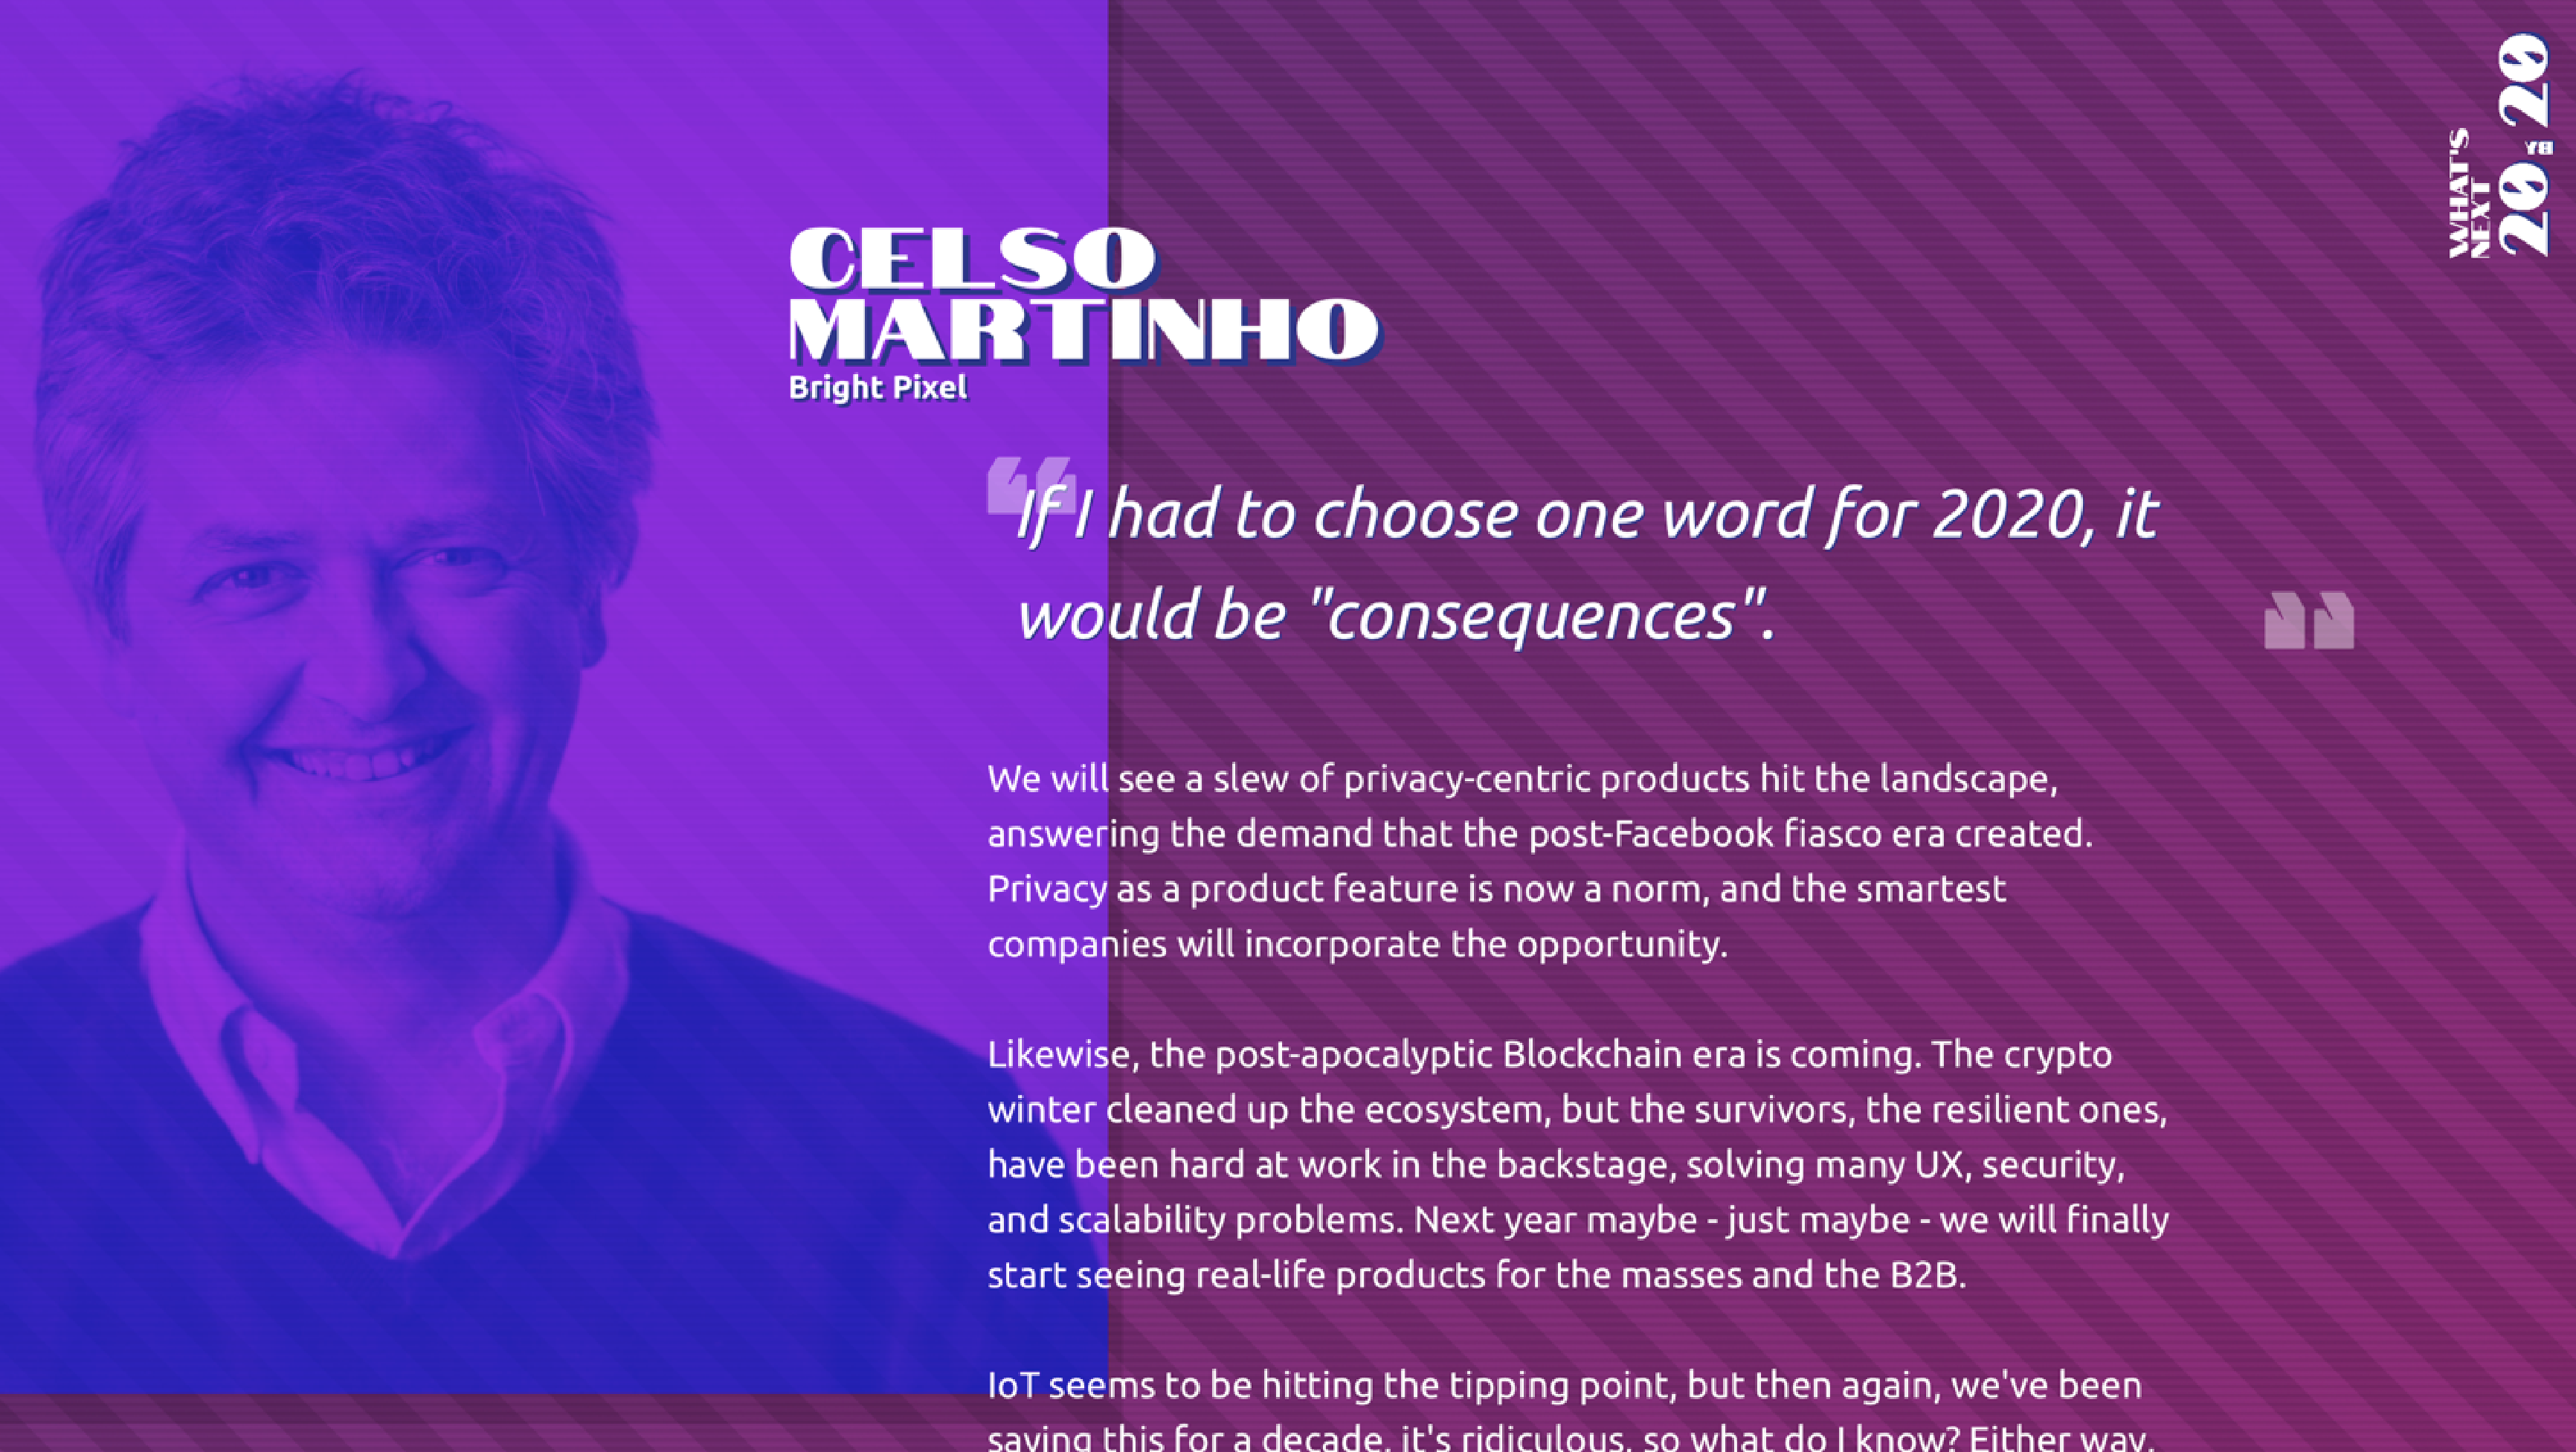 WHAT'S
NEXT
20 BY 20
CELSO
MARTINHO
Bright Pixel
“If I had to choose one word for 2020, it
would be "consequences". "
We will see a slew of privacy-centric products hit the landscape,
answering the demand that the post-Facebook fiasco era created.
Privacy as a product feature is now a norm, and the smartest
companies will incorporate the opportunity.
Likewise, the post-apocalyptic Blockchain era is coming. The crypto
winter cleaned up the ecosystem, but the survivors, the resilient ones,
have been hard at work in the backstage, solving many UX, security,
and scalability problems. Next year maybe - just maybe - we will finally
start seeing real-life products for the masses and the B2B.
IoT seems to be hitting the tipping point, but then again, we've been
saying this for a decade, it's ridiculous, so what do I know? Either way,